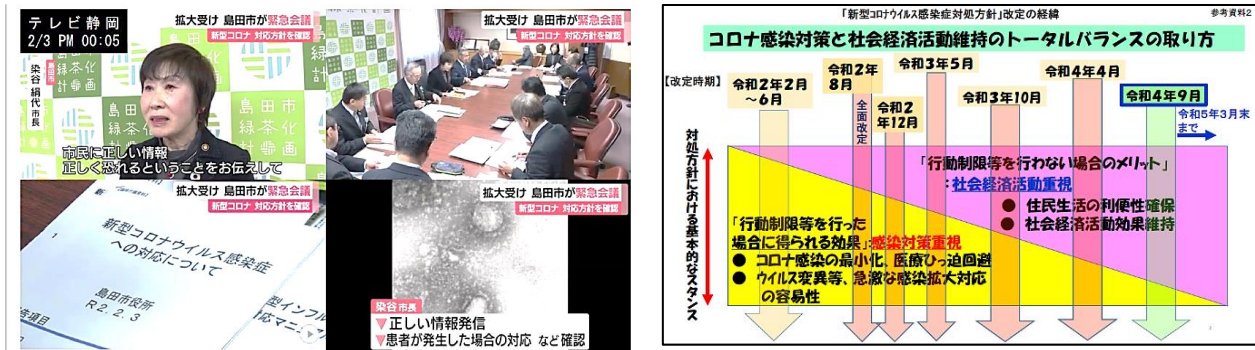 テレビ静岡
2/3 PM 00:05
拡大受け 島田市が緊急会議
新型コロナ 対応方針を確認
島田市
染谷 絹代市長
緑茶化
計画
島田市
緑茶化
計画
市民に正しい情報
正しく恐れるということをお伝えして
拡大受け 島田市が緊急会議
新型コロナ 対応方針を確認
拡大受け 島田市が緊急会議
新型コロナ 対応方針を確認
新型コロナウイルス感染症
への対応について
島田市役所
R2.2.3
拡大受け 島田市が緊急会議
新型コロナ 対応方針を確認
染谷市長
▼正しい情報発信
▼患者が発生した場合の対応 など確認
「新型コロナウイルス感染症対処方針」改定の経緯
参考資料2
コロナ感染対策と社会経済活動維持のトータルバランスの取り方
【改定時期】
令和2年2月
~6月
令和2年
8月
全面改定
令和2
年12月
令和3年5月
令和3年10月
令和4年4月
令和4年9月
令和5年3月末
まで
対処方針における基本的なスタンス
「行動制限等を行わない場合のメリット」
:社会経済活動重視
● 住民生活の利便性確保
● 社会経済活動効果維持
「行動制限等を行った
場合に得られる効果」:感染対策重視
● コロナ感染の最小化、医療ひっ迫回避
● ウイルス変異等、急激な感染拡大対応
の容易性